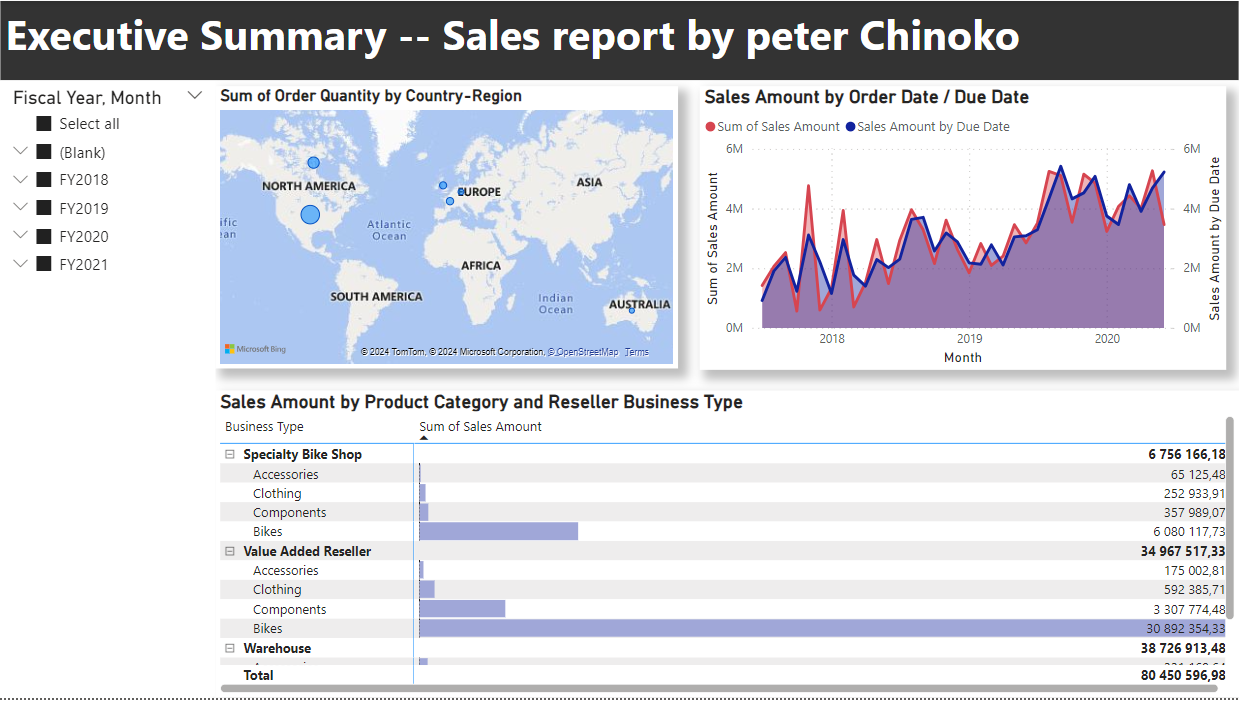 Executive Summary -- Sales report by peter Chinoko
Fiscal Year, Month
Select all
(Blank)
FY2018
FY2019
FY2020
FY2021
Sum of Order Quantity by Country-Region
NORTH AMERICA
EUROPE
ASIA
Atlantic
Ocean
AFRICA
SOUTH AMERICA
Indian
Ocean
AUSTRALIA
Microsoft Bing
© 2024 TomTom, © 2024 Microsoft Corporation, © OpenStreetMap Terms
Sales Amount by Order Date / Due Date
Sum of Sales Amount Sales Amount by Due Date
Sum of Sales Amount
6M
4M
2M
0M
6M
4M
2M
0M
Sales Amount by Due Date
2018 2019 2020
Month
Sales Amount by Product Category and Reseller Business Type
Business Type Sum of Sales Amount
Specialty Bike Shop 6 756 166,18
Accessories 65 125,48
Clothing 252 933,91
Components 357 989,07
Bikes 6 080 117,73
Value Added Reseller 34 967 517,33
Accessories 175 002,81
Clothing 592 385,71
Components 3 307 774,48
Bikes 30 892 354,33
Warehouse 38 726 913,48
Total 80 450 596,98